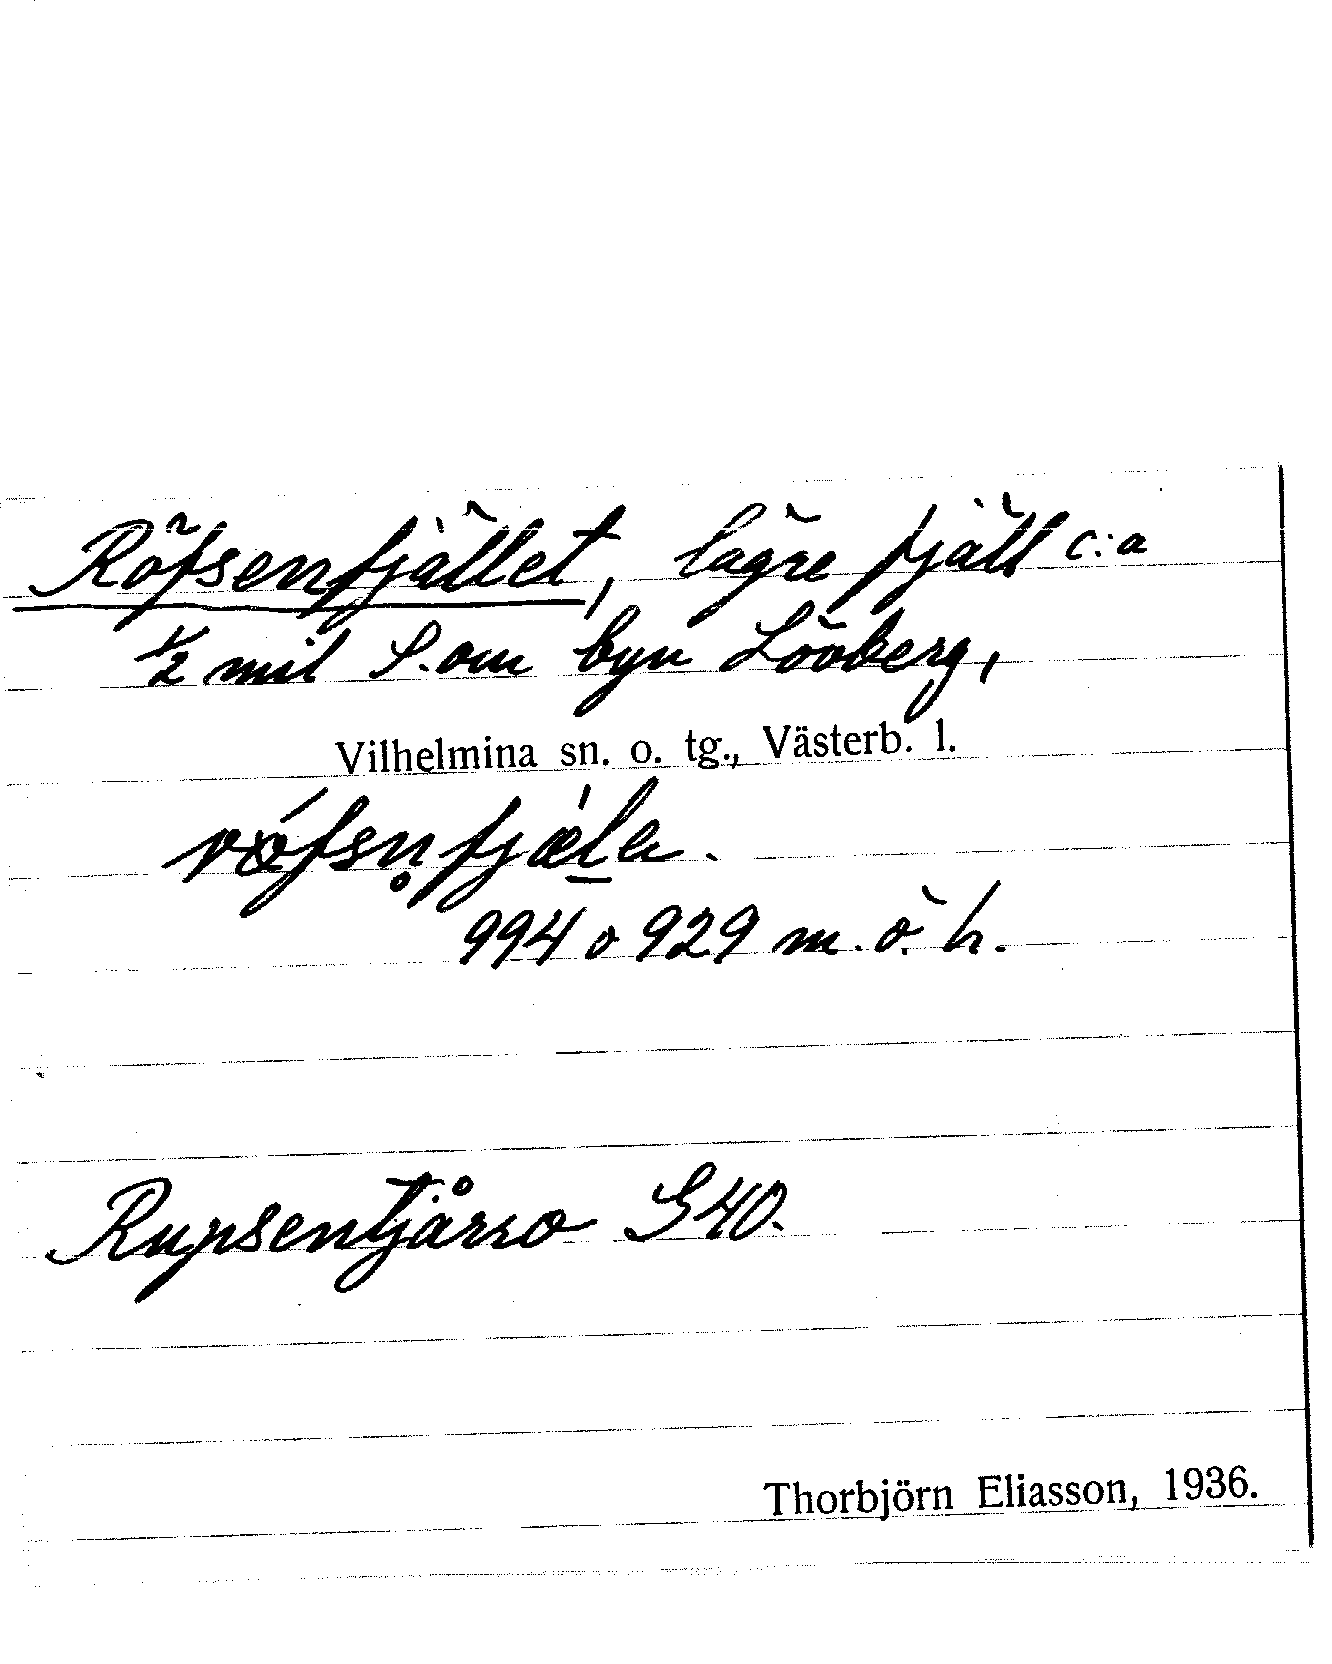 Röfsenfjället, lägre fjäll c:a
1/2 mil S. om byn Lövberg,
Vilhelmina sn. o. tg., Västerb. l.
994 o 929 m. ö. h.
Rupsentjårro S40.
Thorbjörn Eliasson, 1936.